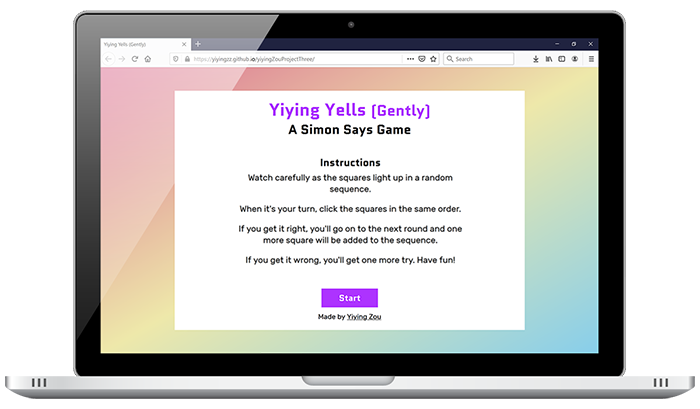 Yiying Yells (Gently)
https://yiyingzz.github.io/yiyingZouProjectThree/
Search
Yiying Yells (Gently)
A Simon Says Game
Instructions
Watch carefully as the squares light up in a random
sequence.
When it's your turn, click the squares in the same order.
If you get it right, you'll go on to the next round and one
more square will be added to the sequence.
If you get it wrong, you'll get one more try. Have fun!
Start
Made by Yiying Zou